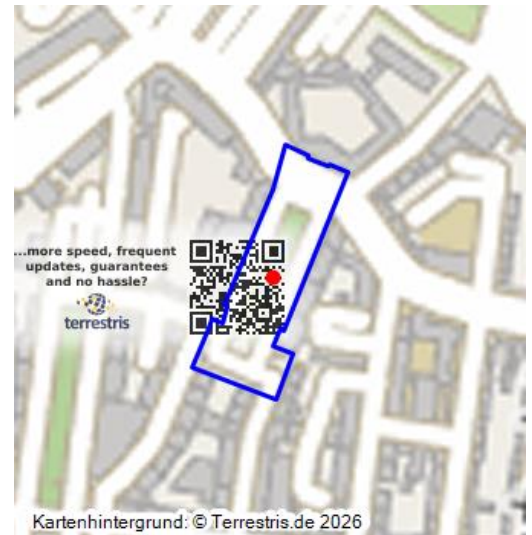 ...more speed, frequent
updates, guarantees
and no hassle?
terrestris
Kartenhintergrund: © Terrestris.de 2026